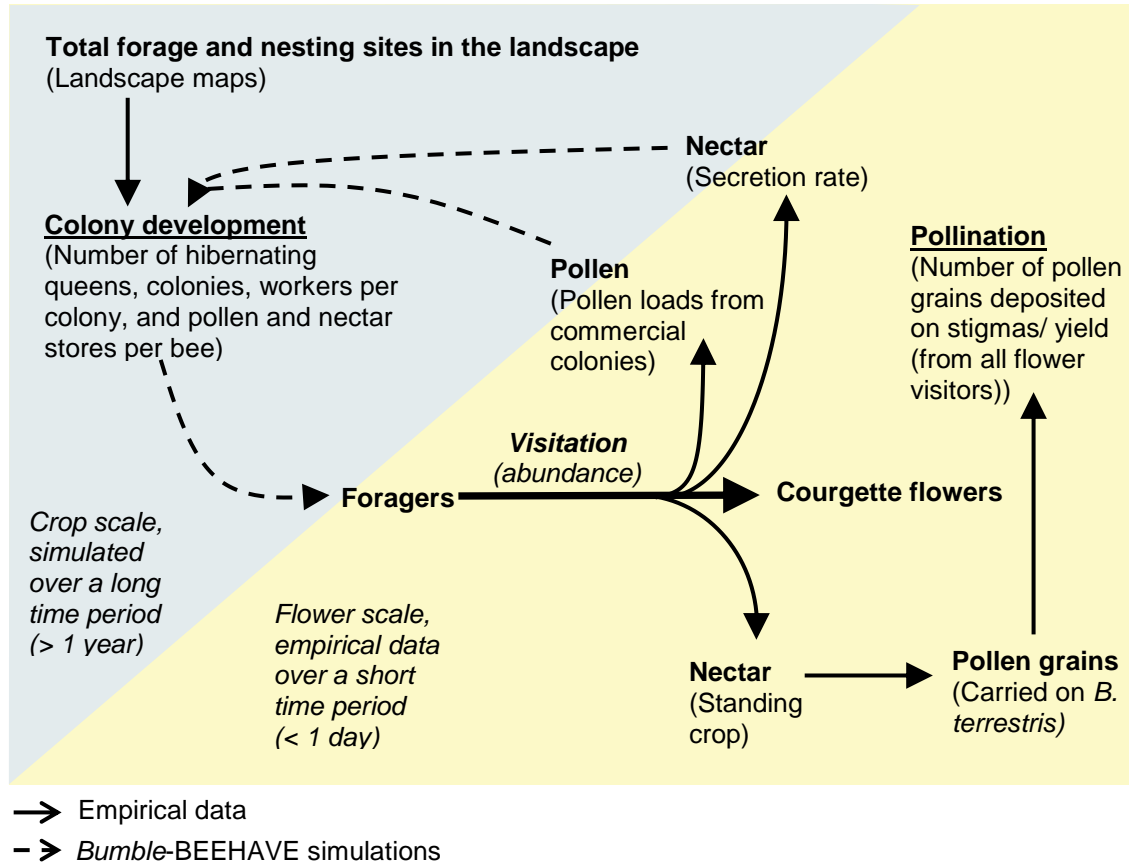 Total forage and nesting sites in the landscape
(Landscape maps)
Nectar
(Secretion rate)
Colony development
(Number of hibernating
queens, colonies, workers per
colony, and pollen and nectar
stores per bee)
Pollen
(Pollen loads from
commercial
colonies)
Pollination
(Number of pollen
grains deposited
on stigmas/ yield
(from all flower
visitors))
Visitation
(abundance)
Foragers
Courgette flowers
Crop scale,
simulated
over a long
time period
(> 1 year)
Flower scale,
empirical data
over a short
time period
(< 1 day)
Nectar
(Standing
crop)
Pollen grains
(Carried on B.
terrestris)
Empirical data
Bumble-BEEHAVE simulations